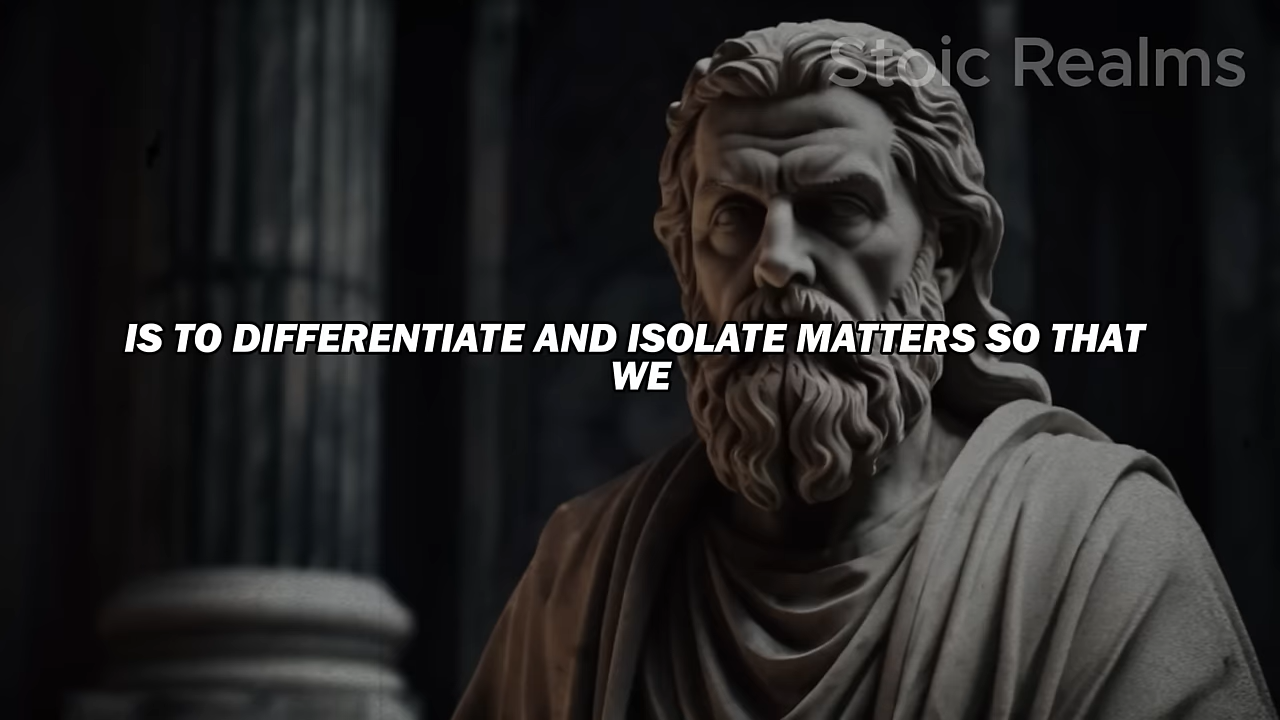 Stoic Realms
IS TO DIFFERENTIATE AND ISOLATE MATTERS SO THAT
WE